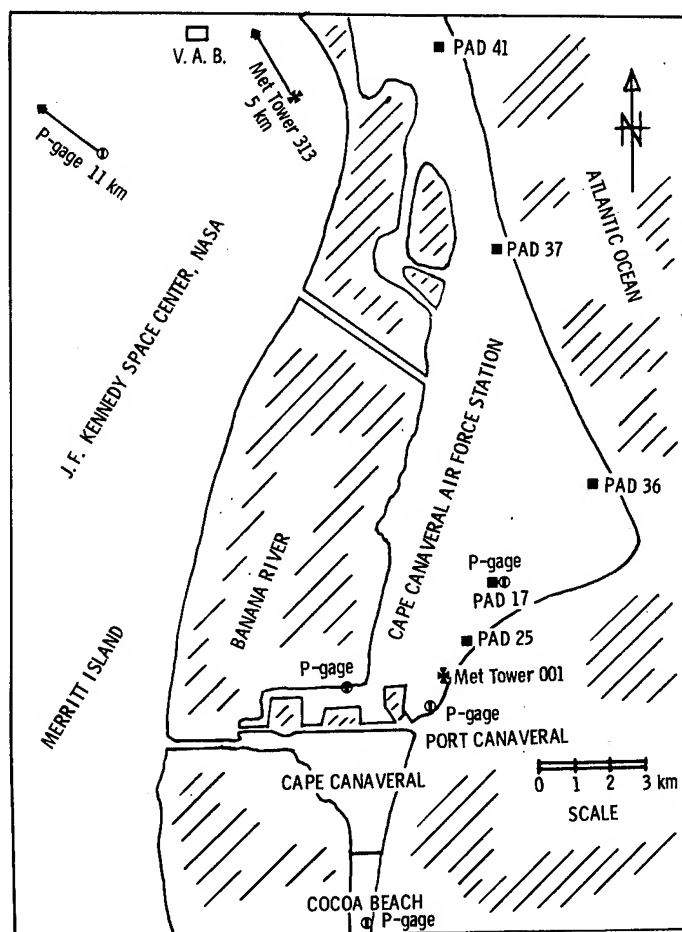 V. A. B.
PAD 41
Met Tower 313
5 km
P-gage 11 km
N
ATLANTIC OCEAN
PAD 37
J.F. KENNEDY SPACE CENTER, NASA
CAPE CANAVERAL AIR FORCE STATION
PAD 36
P-gage
PAD 17
BANANA RIVER
PAD 25
P-gage
Met Tower 001
MERRITT ISLAND
P-gage
PORT CANAVERAL
CAPE CANAVERAL
0 1 2 3 km
SCALE
COCOA BEACH
P-gage